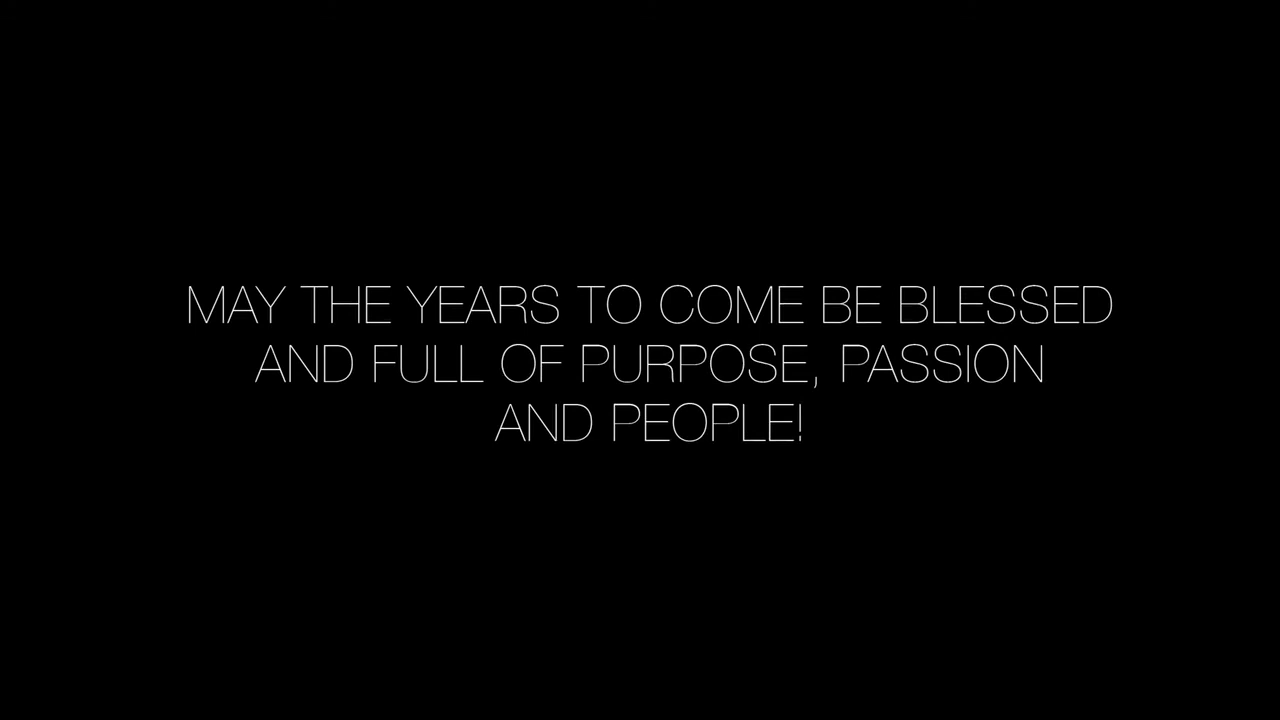 MAY THE YEARS TO COME BE BLESSED
AND FULL OF PURPOSE, PASSION
AND PEOPLE!